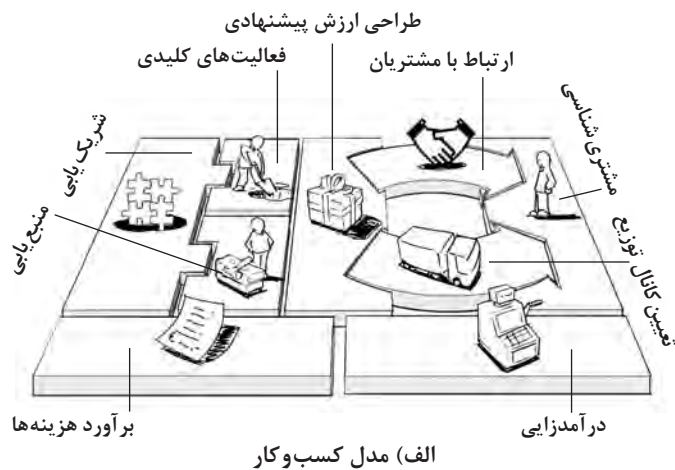 طراحی ارزش پیشنهادی
ارتباط با مشتریان
فعالیت‌های کلیدی
مشتری شناسی
شریک یابی
منبع‌یابی
تعیین کانال توزیع
درآمدزایی
برآورد هزینه‌ها
الف) مدل کسب‌وکار